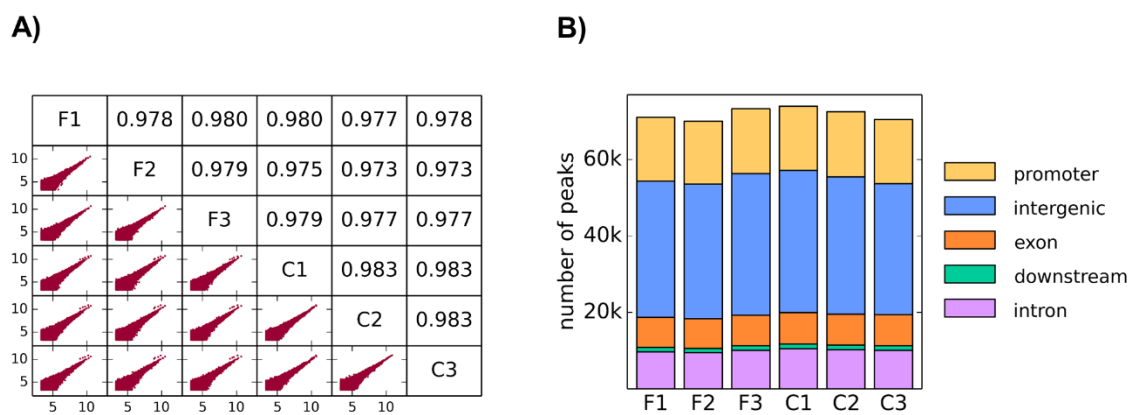 A)
B)
F1 0.978 0.980 0.980 0.977 0.978
10
5
F2 0.979 0.975 0.973 0.973
10
5
F3 0.979 0.977 0.977
10
5
C1 0.983 0.983
10
5
C2 0.983
10
5
C3
5 10 5 10 5 10 5 10 5 10
number of peaks
60k
40k
20k
F1 F2 F3 C1 C2 C3
promoter
intergenic
exon
downstream
intron